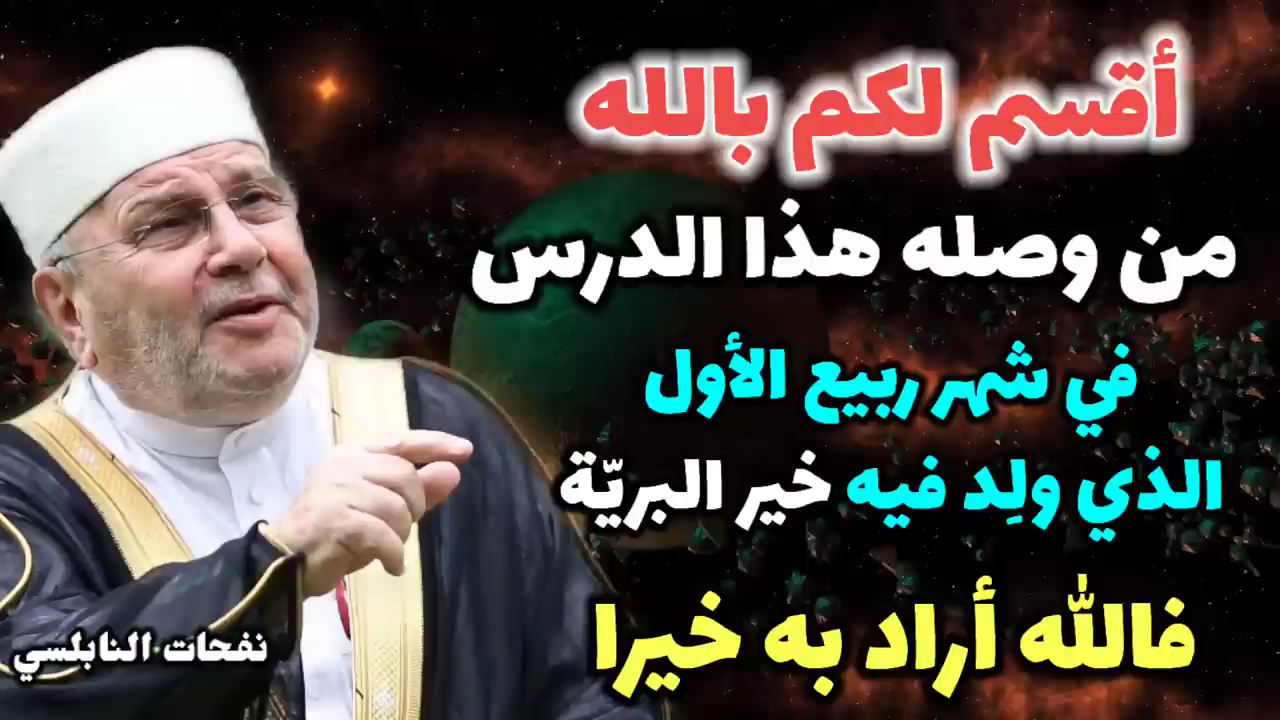 أقسم لكم بالله
من وصله هذا الدرس
في شهر ربيع الأول
الذي ولِد فيه خير البريّة
فالله أراد به خيرا
نفحات النابلسي